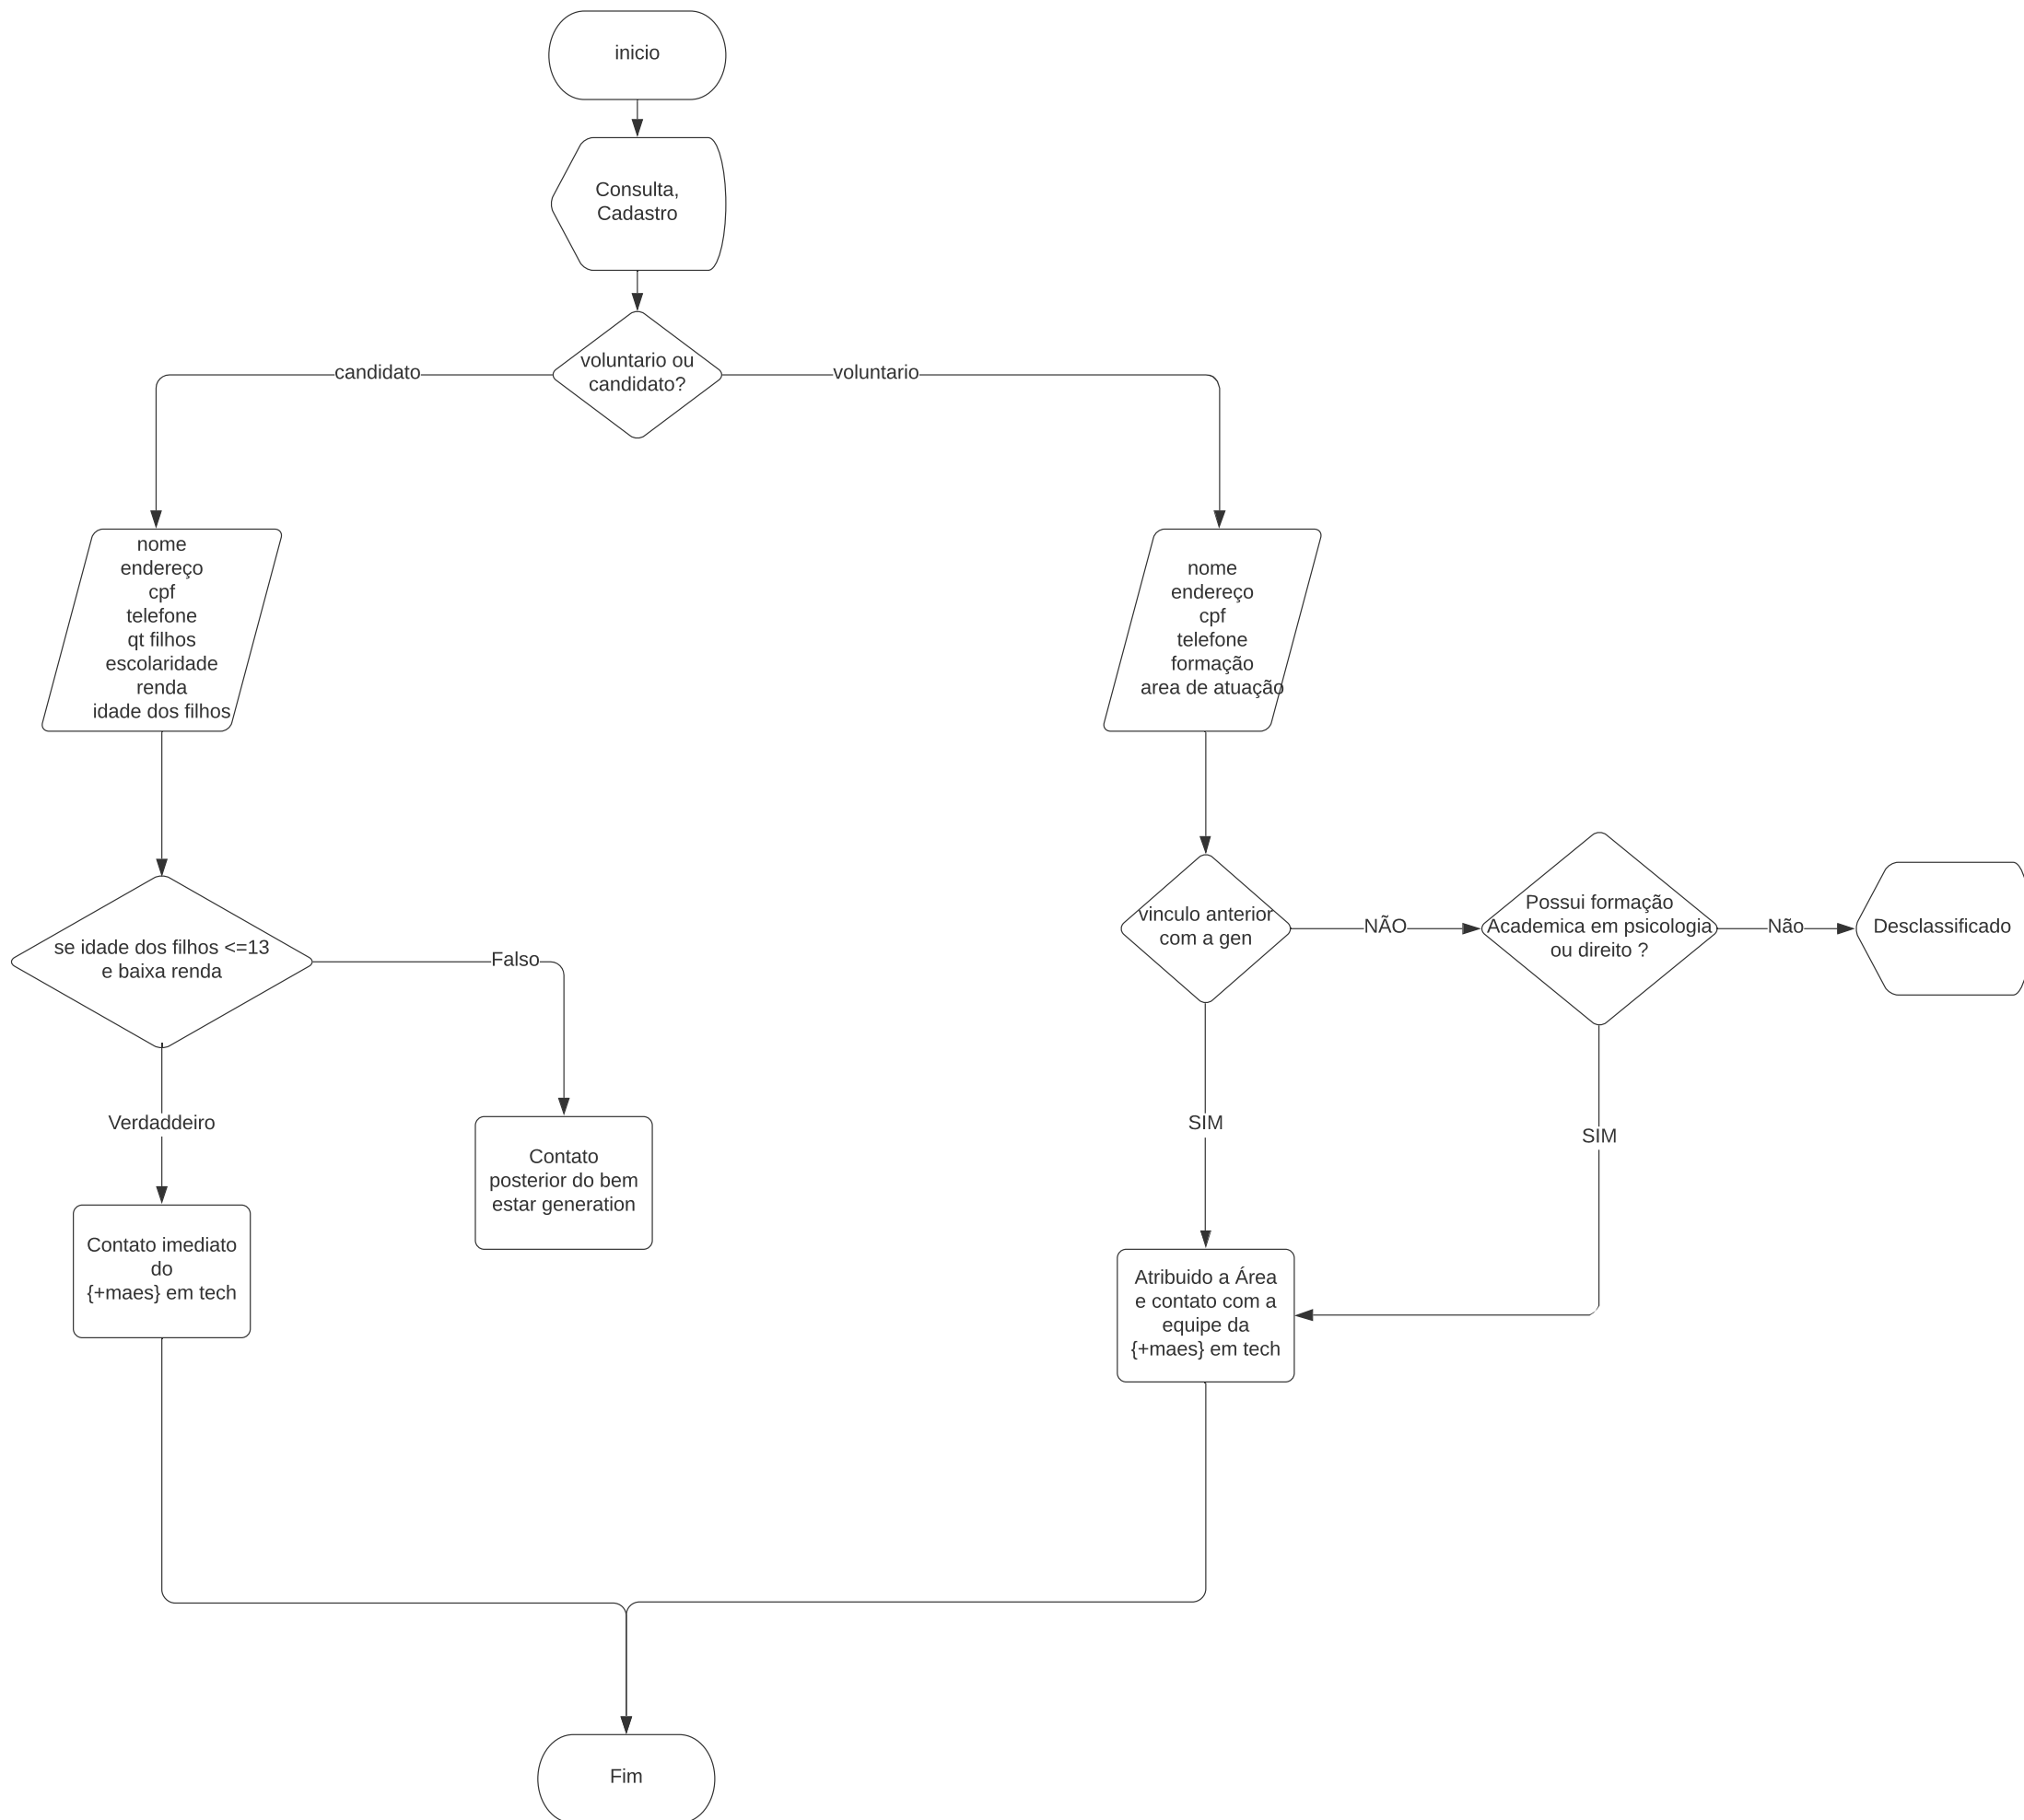 inicio
Consulta,
Cadastro
voluntario ou
candidato?
candidato
voluntario
nome
endereço
cpf
telefone
qt filhos
escolaridade
renda
idade dos filhos
nome
endereço
cpf
telefone
formação
area de atuação
se idade dos filhos <=13
e baixa renda
Falso
Verdaddeiro
Contato
posterior do bem
estar generation
Contato imediato
do
{+maes} em tech
vinculo anterior
com a gen
NÃO
Possui formação
Academica em psicologia
ou direito ?
Não
Desclassificado
SIM
SIM
Atribuido a Área
e contato com a
equipe da
{+maes} em tech
Fim